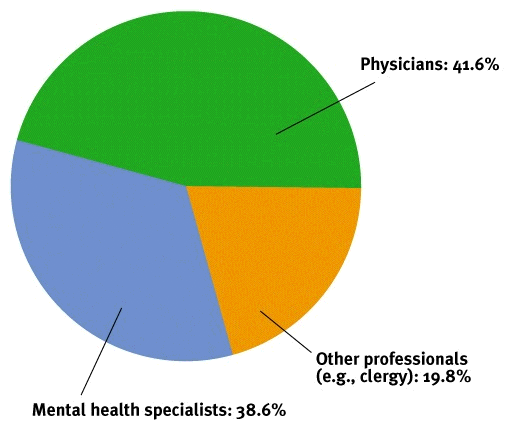 Physicians: 41.6%
Other professionals
(e.g., clergy): 19.8%
Mental health specialists: 38.6%